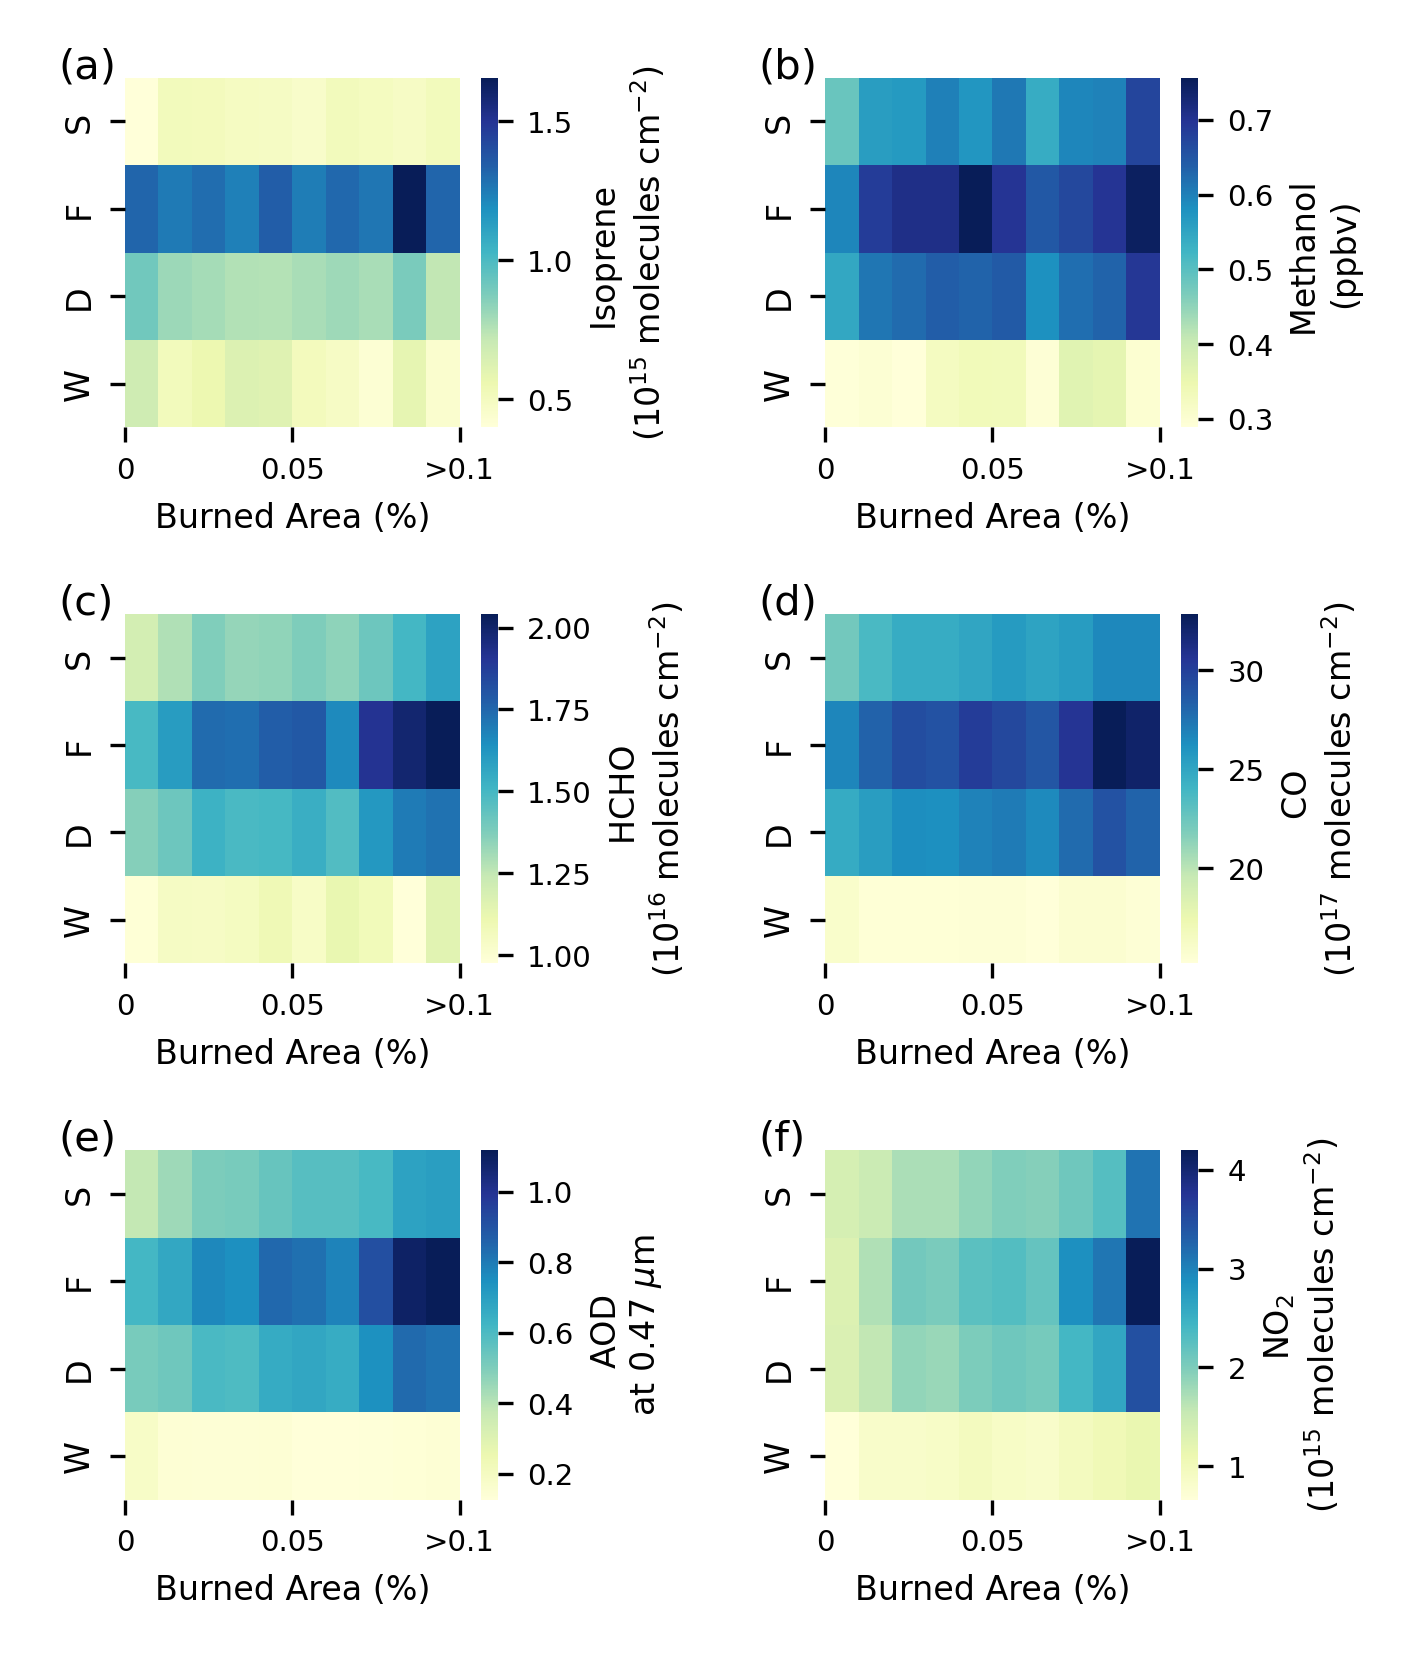 (a)
S
F
D
W
0
0.05
>0.1
Burned Area (%)
1.5
1.0
0.5
Isoprene
(10¹⁵ molecules cm⁻²)
(b)
S
F
D
W
0
0.05
>0.1
Burned Area (%)
0.7
0.6
0.5
0.4
0.3
Methanol
(ppbv)
(c)
S
F
D
W
0
0.05
>0.1
Burned Area (%)
2.00
1.75
1.50
1.25
1.00
HCHO
(10¹⁶ molecules cm⁻²)
(d)
S
F
D
W
0
0.05
>0.1
Burned Area (%)
30
25
20
CO
(10¹⁷ molecules cm⁻²)
(e)
S
F
D
W
0
0.05
>0.1
Burned Area (%)
1.0
0.8
0.6
0.4
0.2
AOD
at 0.47 μm
(f)
S
F
D
W
0
0.05
>0.1
Burned Area (%)
4
3
2
1
NO₂
(10¹⁵ molecules cm⁻²)